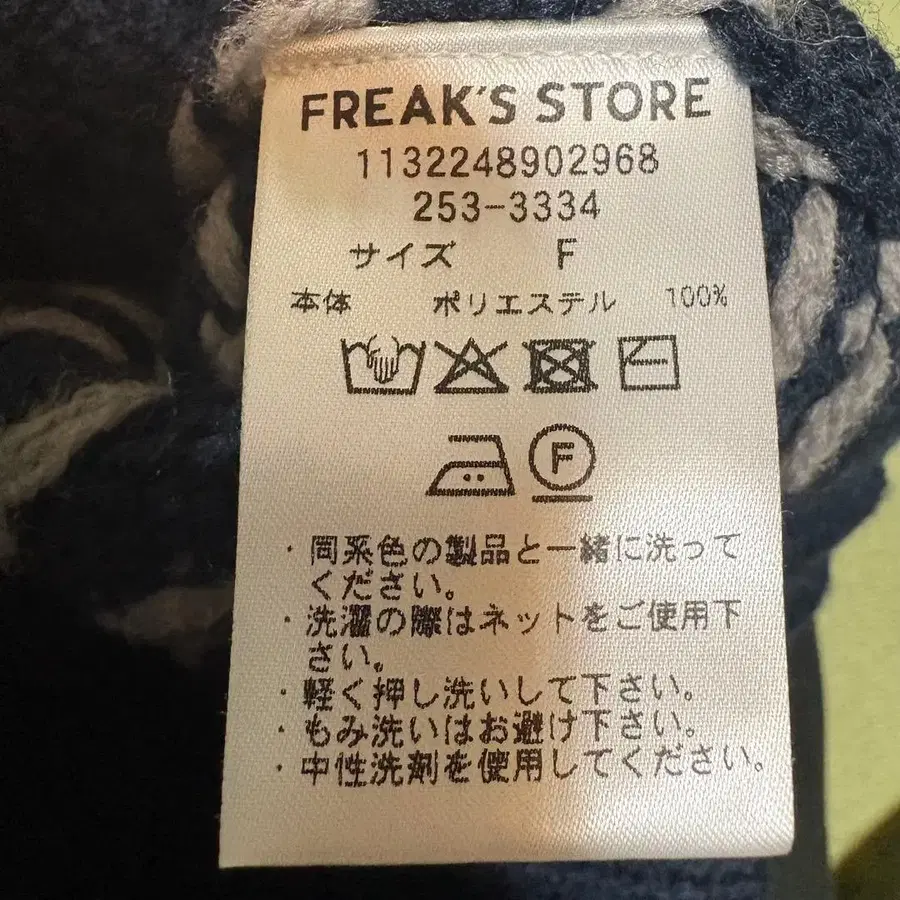 FREAK'S STORE
1132248902968
253-3334
サイズ F
本体 ポリエステル 100%
F
・同系色の製品と一緒に洗って
ください。
・洗濯の際はネットをご使用下
さい。
・軽く押し洗いして下さい。
・もみ洗いはお避け下さい。
・中性洗剤を使用してください。